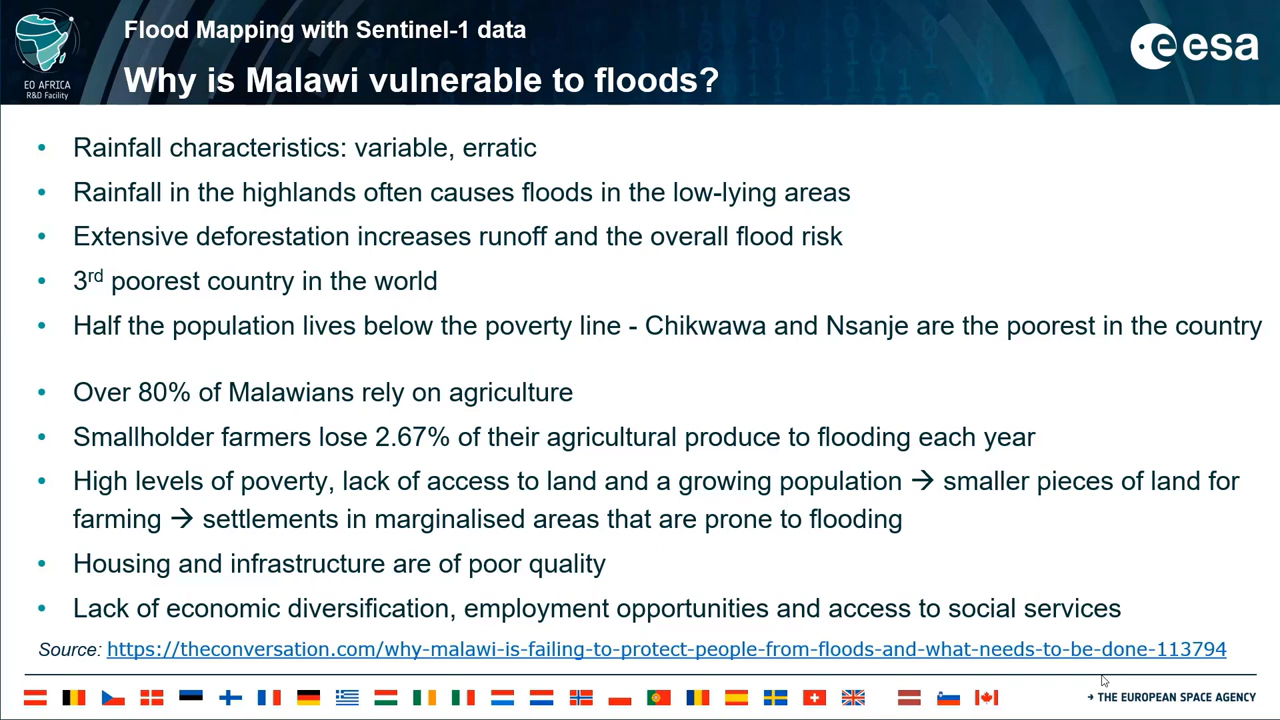 Flood Mapping with Sentinel-1 data
Why is Malawi vulnerable to floods?
EO AFRICA
R&D Facility
esa
• Rainfall characteristics: variable, erratic
• Rainfall in the highlands often causes floods in the low-lying areas
• Extensive deforestation increases runoff and the overall flood risk
• 3rd poorest country in the world
• Half the population lives below the poverty line - Chikwawa and Nsanje are the poorest in the country
• Over 80% of Malawians rely on agriculture
• Smallholder farmers lose 2.67% of their agricultural produce to flooding each year
• High levels of poverty, lack of access to land and a growing population → smaller pieces of land for
farming → settlements in marginalised areas that are prone to flooding
• Housing and infrastructure are of poor quality
• Lack of economic diversification, employment opportunities and access to social services
Source: https://theconversation.com/why-malawi-is-failing-to-protect-people-from-floods-and-what-needs-to-be-done-113794
→ THE EUROPEAN SPACE AGENCY